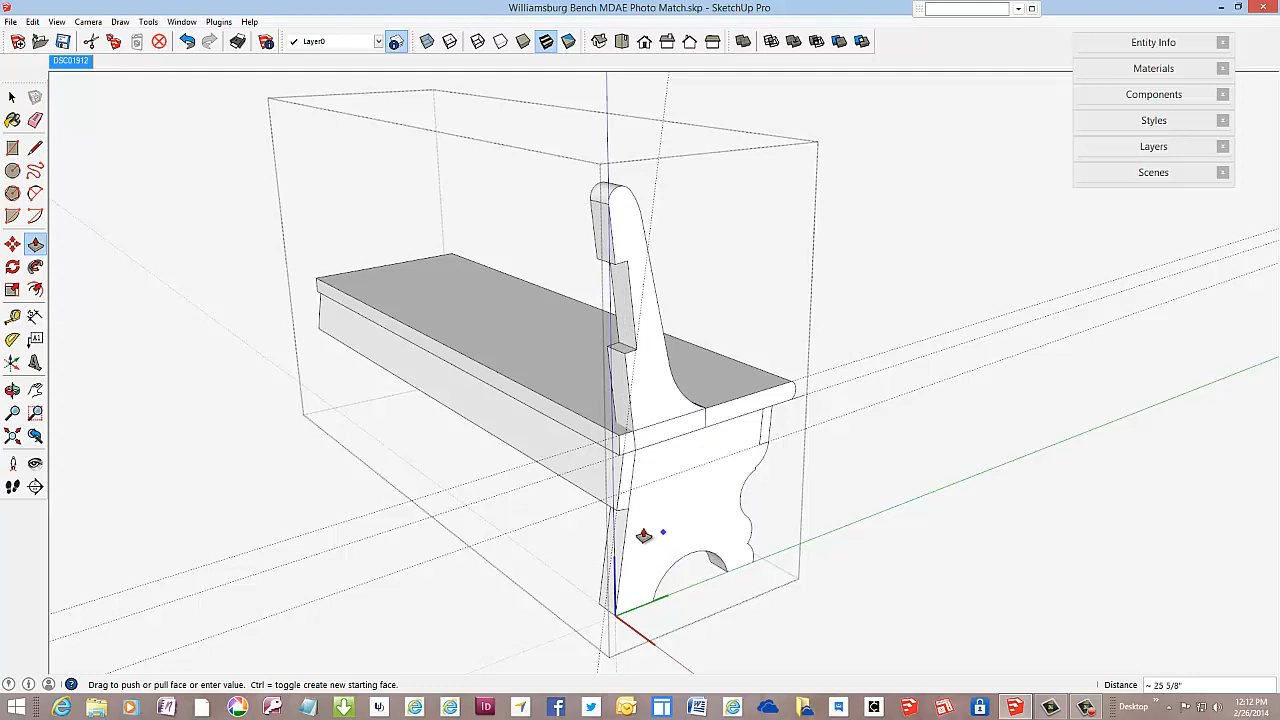 Williamsburg Bench MDAE Photo Match.skp - SketchUp Pro
File Edit View Camera Draw Tools Window Plugins Help
Layer0
DSC01912
Entity Info
Materials
Components
Styles
Layers
Scenes
Drag to push or pull face or enter value. Ctrl = toggle create new starting face.
Distance ~ 25 5/8"
Desktop
12:12 PM
2/26/2014